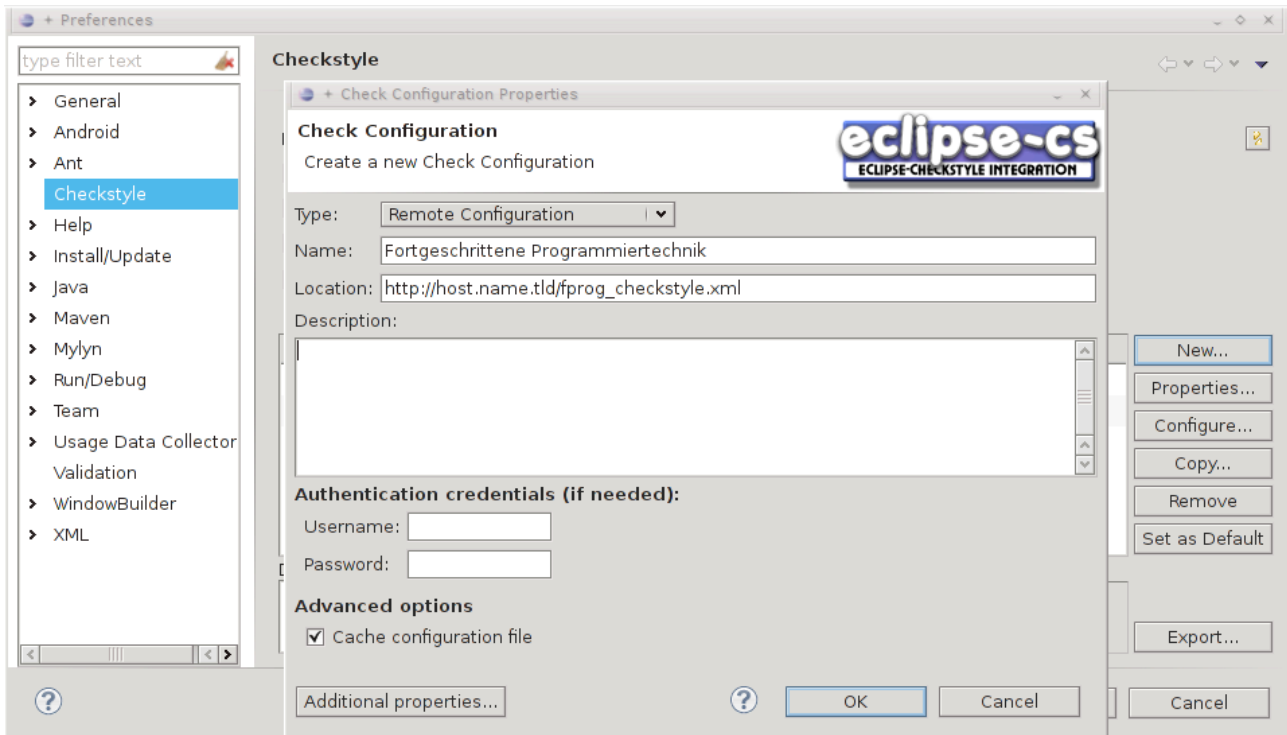 + Preferences
type filter text
Checkstyle
General
Android
Ant
Checkstyle
Help
Install/Update
Java
Maven
Mylyn
Run/Debug
Team
Usage Data Collector
Validation
WindowBuilder
XML
+ Check Configuration Properties
Check Configuration
Create a new Check Configuration
eclipse-cs
ECLIPSE-CHECKSTYLE INTEGRATION
Type: Remote Configuration
Name: Fortgeschrittene Programmiertechnik
Location: http://host.name.tld/fprog_checkstyle.xml
Description:
Authentication credentials (if needed):
Username:
Password:
Advanced options
Cache configuration file
Additional properties...
?
OK
Cancel
New...
Properties...
Configure...
Copy...
Remove
Set as Default
Export...
?
Cancel